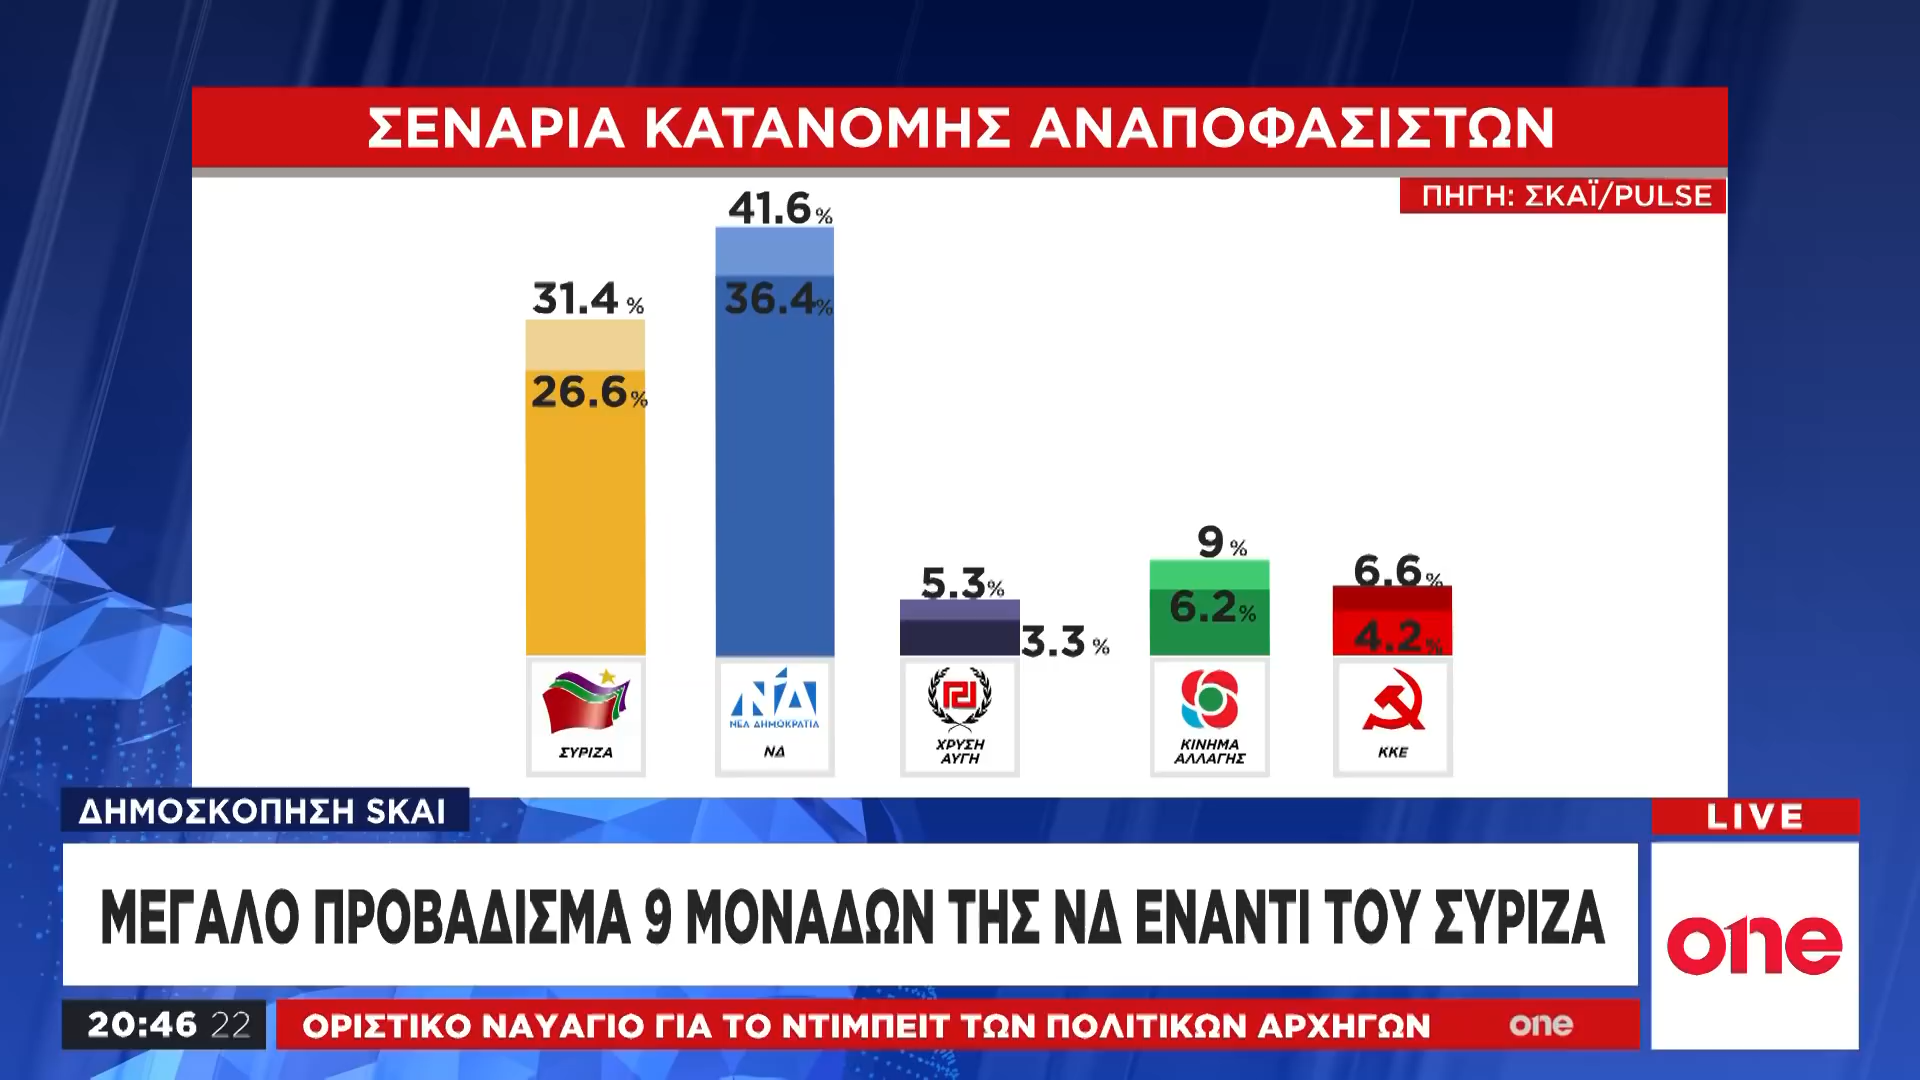 ΣΕΝΑΡΙΑ ΚΑΤΑΝΟΜΗΣ ΑΝΑΠΟΦΑΣΙΣΤΩΝ
ΠΗΓΗ: ΣΚΑΪ/PULSE
41.6%
31.4 %
36.4%
26.6%
9 %
5.3%
6.6%
6.2%
3.3 %
4.2%
ΝΔ
ΝΕΑ ΔΗΜΟΚΡΑΤΙΑ
ΣΥΡΙΖΑ
ΝΔ
ΧΡΥΣΗ
ΑΥΓΗ
ΚΙΝΗΜΑ
ΑΛΛΑΓΗΣ
ΚΚΕ
ΔΗΜΟΣΚΟΠΗΣΗ SKAI
LIVE
ΜΕΓΑΛΟ ΠΡΟΒΑΔΙΣΜΑ 9 ΜΟΝΑΔΩΝ ΤΗΣ ΝΔ ΕΝΑΝΤΙ ΤΟΥ ΣΥΡΙΖΑ
one
20:46 22
ΟΡΙΣΤΙΚΟ ΝΑΥΑΓΙΟ ΓΙΑ ΤΟ ΝΤΙΜΠΕΙΤ ΤΩΝ ΠΟΛΙΤΙΚΩΝ ΑΡΧΗΓΩΝ
one